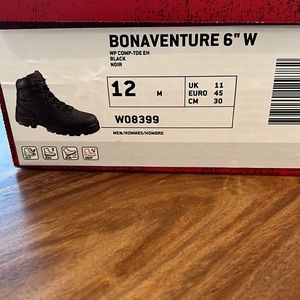 BONAVENTURE 6" W
WP COMP-TOE EH
BLACK
NOIR
12 M
UK 11
EURO 45
CM 30
W08399
MEN/HOMMES/HOMBRE